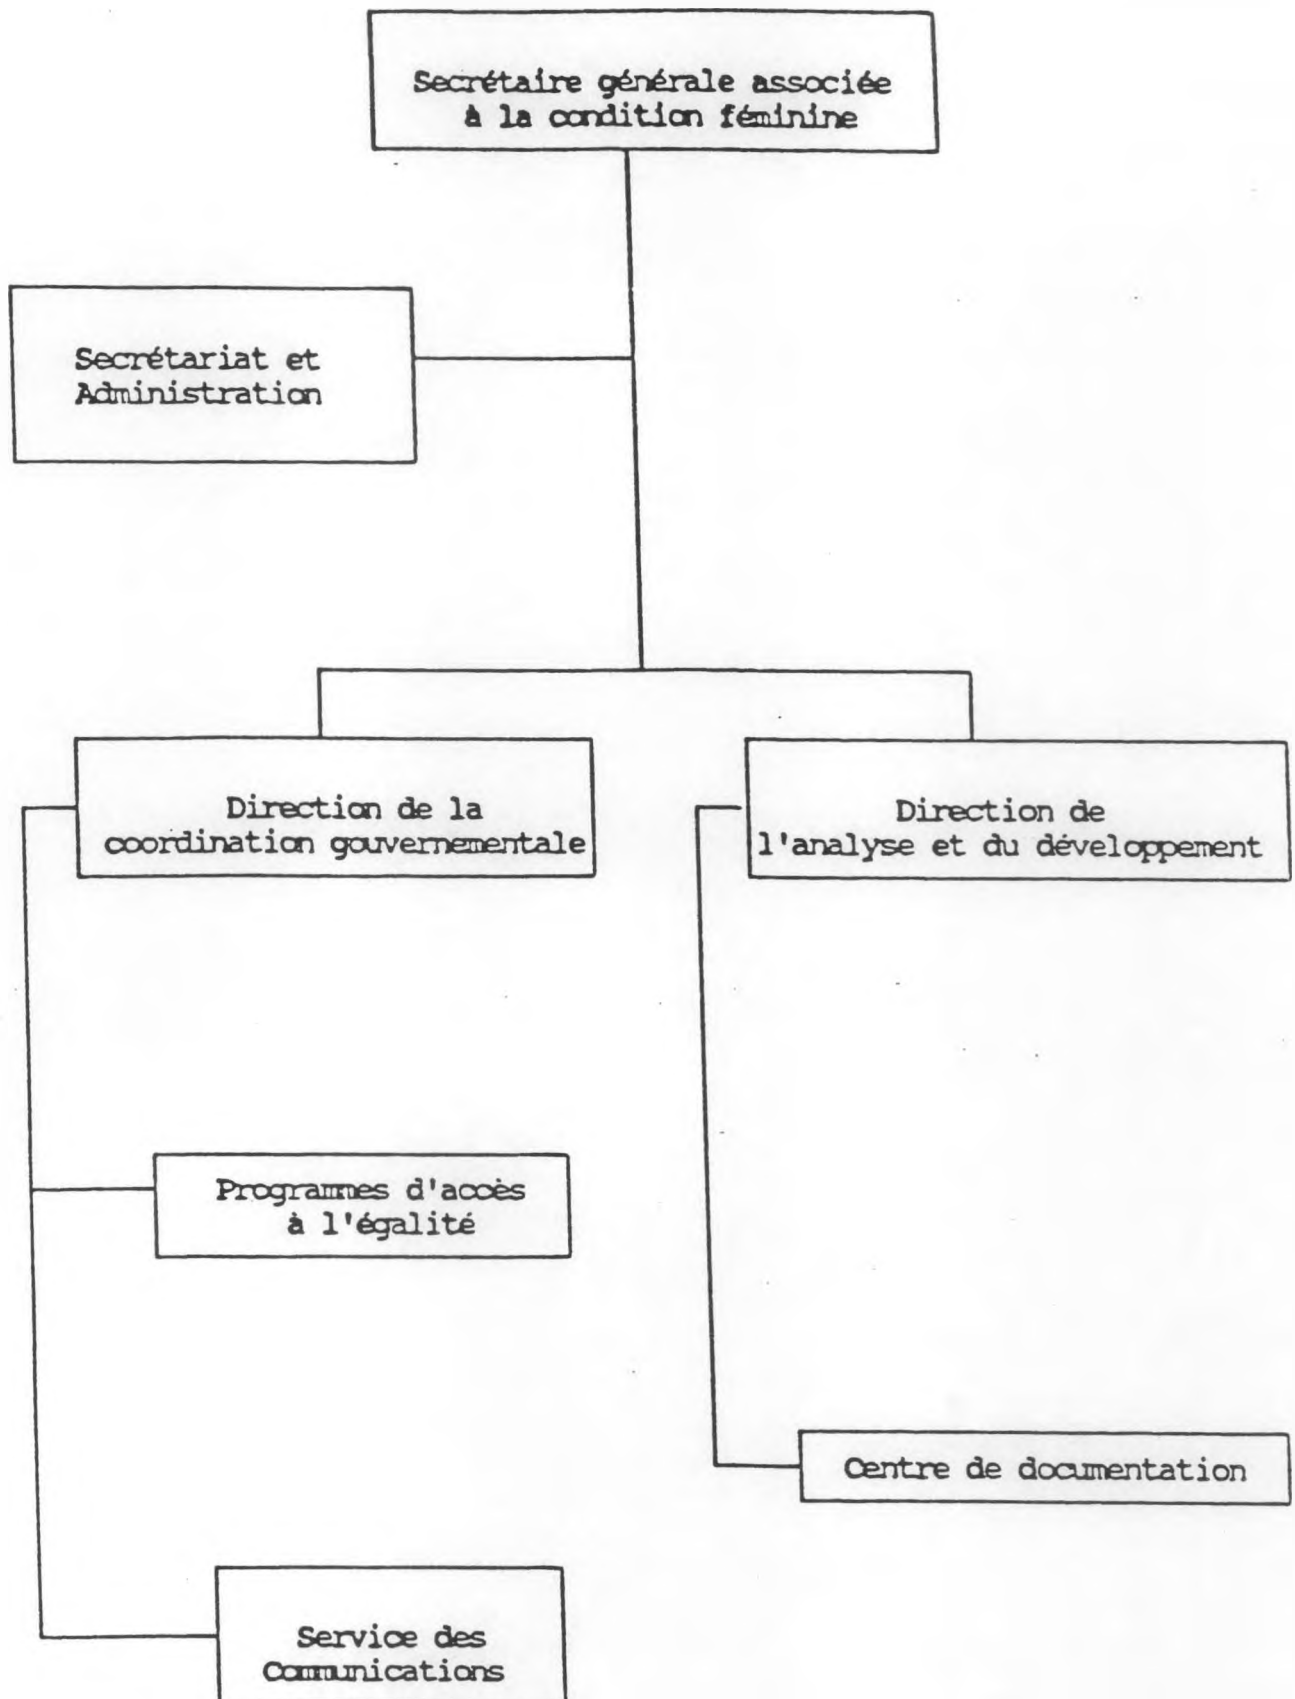 Secrétaire générale associée
à la condition féminine
Secrétariat et
Administration
Direction de la
coordination gouvernementale
Direction de
l'analyse et du développement
Programmes d'accès
à l'égalité
Centre de documentation
Service des
Communications